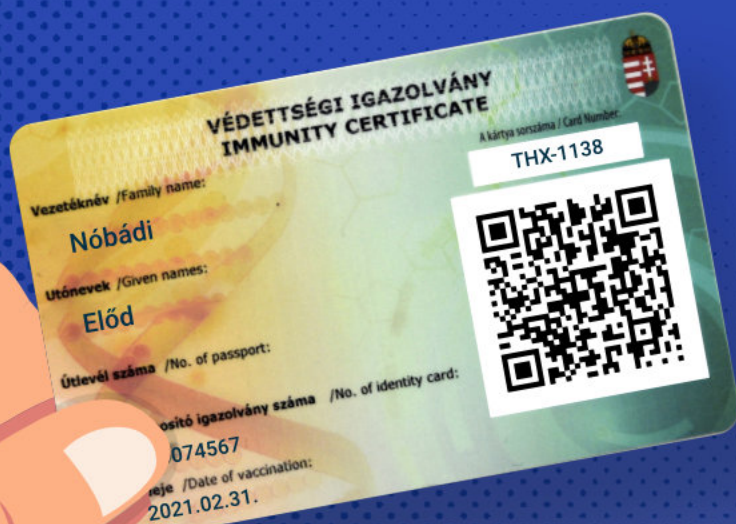 VÉDETTSÉGI IGAZOLVÁNY
IMMUNITY CERTIFICATE
A kártya sorszáma / Card Number:
THX-1138
Vezetéknév /Family name:
Nóbádi
Utónevek /Given names:
Előd
Útlevél száma /No. of passport:
osító igazolvány száma /No. of identity card:
074567
eje /Date of vaccination:
2021.02.31.